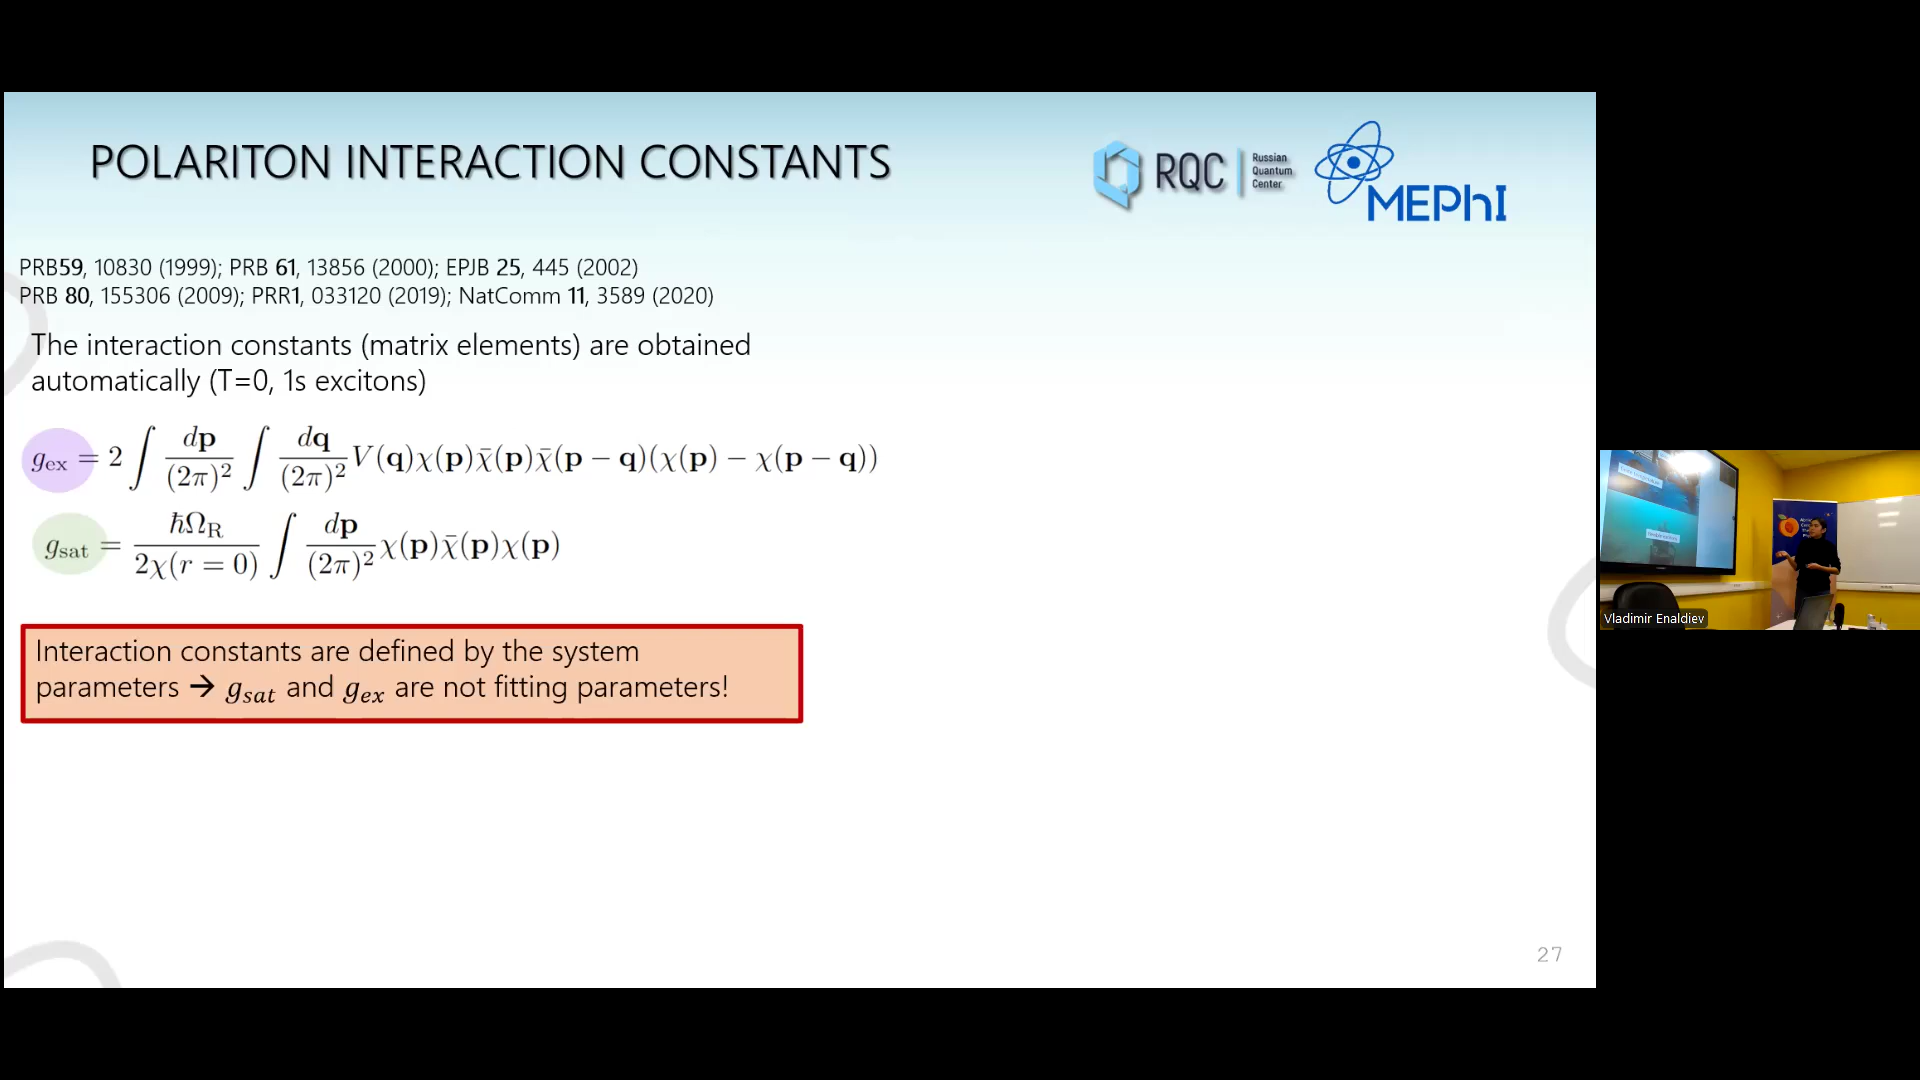 POLARITON INTERACTION CONSTANTS
RQC
Russian
Quantum
Center
MEPhI
PRB59, 10830 (1999); PRB 61, 13856 (2000); EPJB 25, 445 (2002)
PRB 80, 155306 (2009); PRR1, 033120 (2019); NatComm 11, 3589 (2020)
The interaction constants (matrix elements) are obtained
automatically (T=0, 1s excitons)
g_ex = 2 ∫ dp/(2π)² ∫ dq/(2π)² V(q)χ(p)χ̄(p)χ̄(p − q)(χ(p) − χ(p − q))
g_sat = ħΩ_R/2χ(r = 0) ∫ dp/(2π)² χ(p)χ̄(p)χ(p)
Interaction constants are defined by the system
parameters → g_sat and g_ex are not fitting parameters!
27
Vladimir Enaldiev